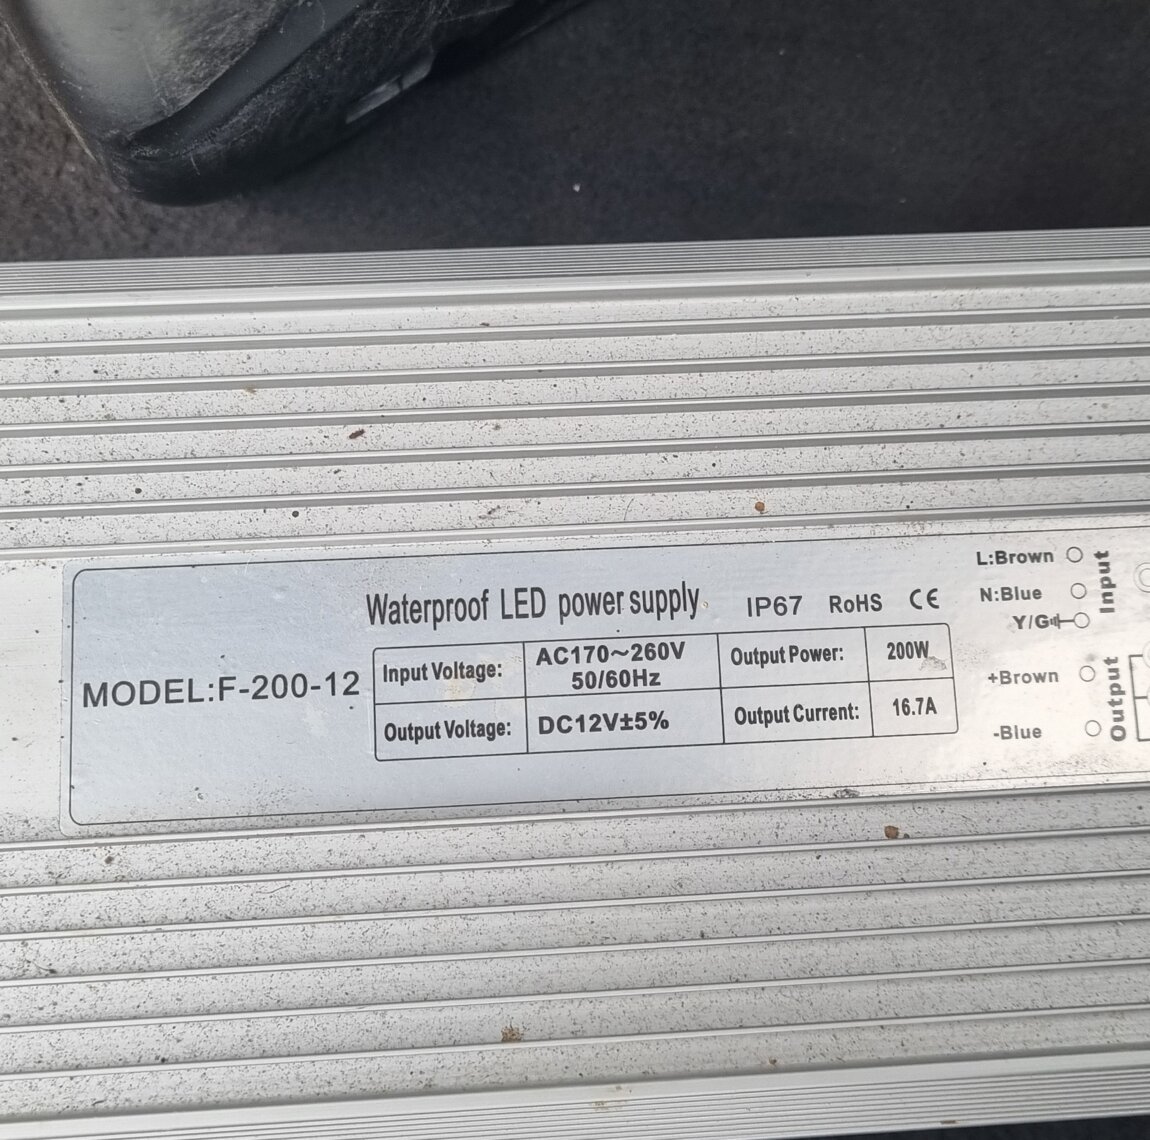 Waterproof LED power supply IP67 RoHS CE
MODEL:F-200-12
Input Voltage: AC170~260V 50/60Hz
Output Power: 200W
Output Voltage: DC12V±5%
Output Current: 16.7A
L:Brown
N:Blue
Y/G
Input
+Brown
-Blue
Output